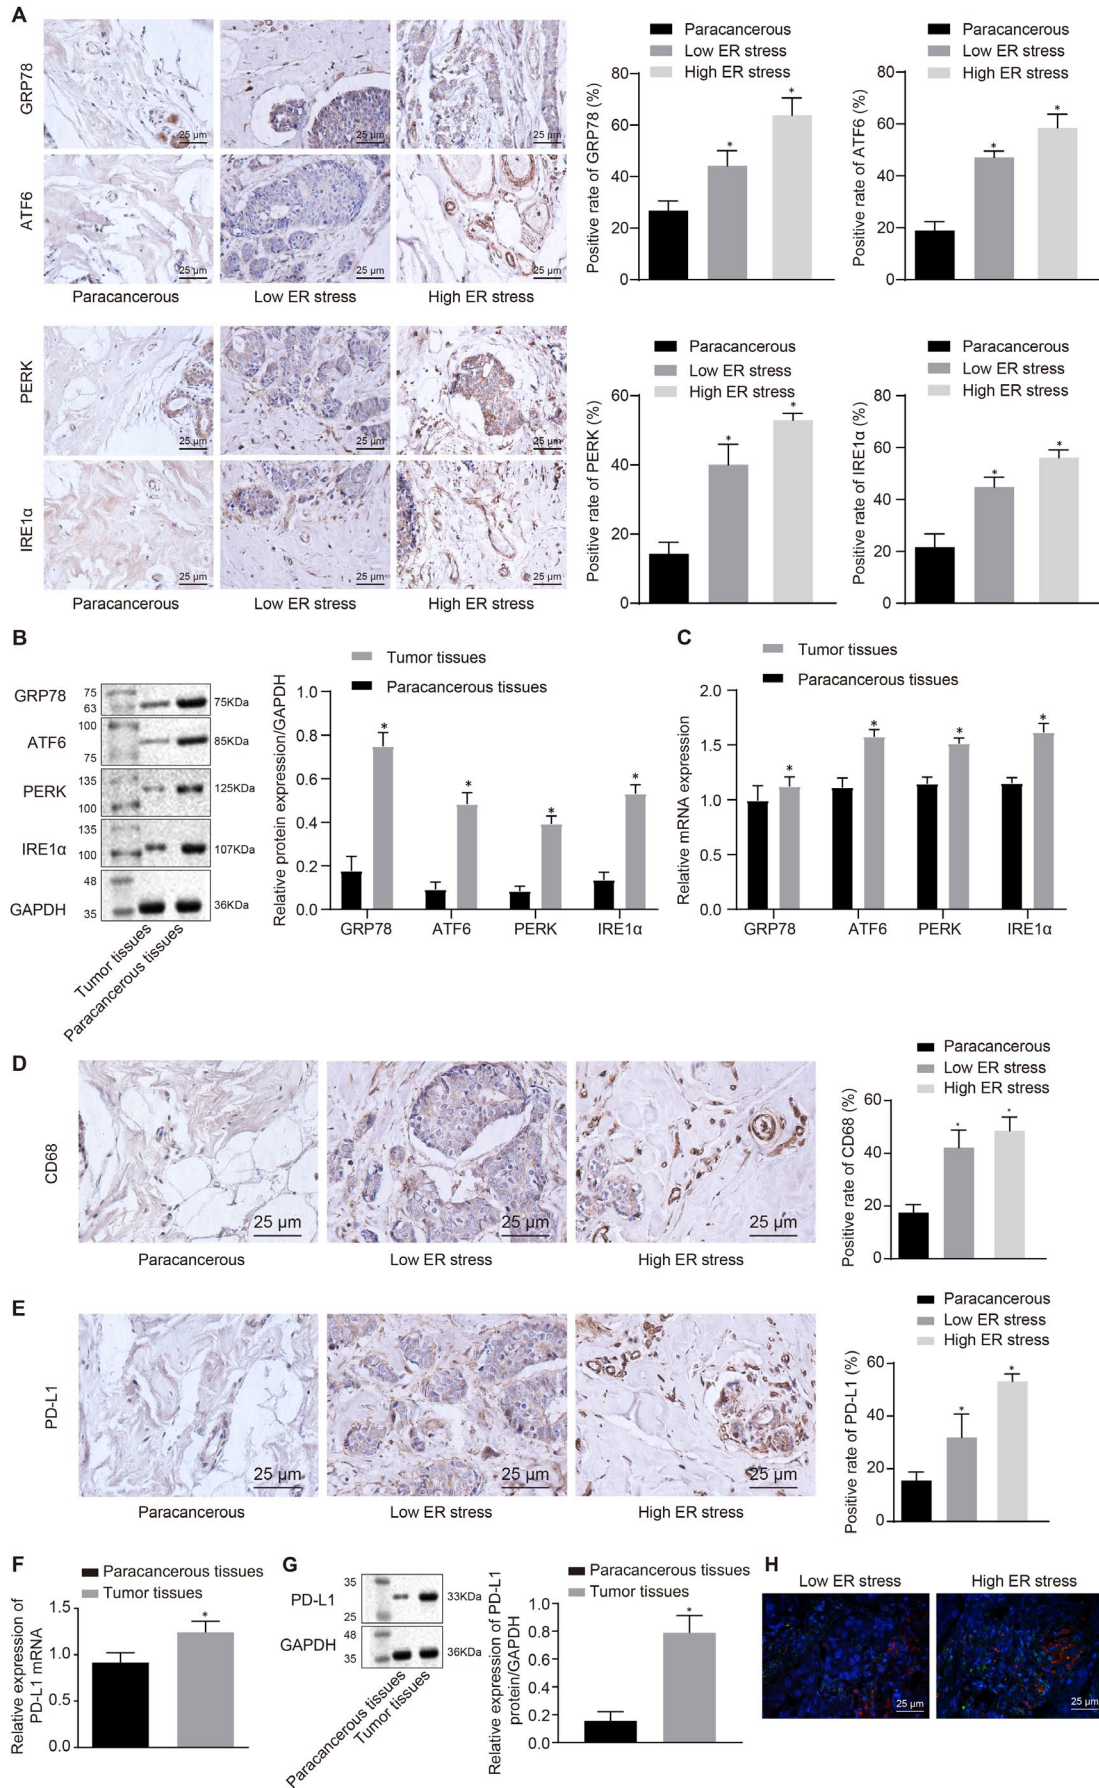 A
GRP78
25 μm
25 μm
25 μm
ATF6
25 μm
25 μm
25 μm
Paracancerous
Low ER stress
High ER stress
Paracancerous
Low ER stress
High ER stress
Positive rate of GRP78 (%)
80
60
40
20
0
*
*
Paracancerous
Low ER stress
High ER stress
Positive rate of ATF6 (%)
80
60
40
20
0
*
*
PERK
25 μm
25 μm
25 μm
IRE1α
25 μm
25 μm
25 μm
Paracancerous
Low ER stress
High ER stress
Paracancerous
Low ER stress
High ER stress
Positive rate of PERK (%)
60
40
20
0
*
*
Paracancerous
Low ER stress
High ER stress
Positive rate of IRE1α (%)
80
60
40
20
0
*
*
B
GRP78
75
63
75KDa
ATF6
100
75
85KDa
PERK
135
100
125KDa
IRE1α
135
100
107KDa
GAPDH
48
35
36KDa
Tumor tissues
Paracancerous tissues
Tumor tissues
Paracancerous tissues
Relative protein expression/GAPDH
1.0
0.8
0.6
0.4
0.2
0.0
*
*
*
*
GRP78
ATF6
PERK
IRE1α
C
Tumor tissues
Paracancerous tissues
Relative mRNA expression
2.0
1.5
1.0
0.5
0.0
*
*
*
*
GRP78
ATF6
PERK
IRE1α
D
CD68
25 μm
25 μm
25 μm
Paracancerous
Low ER stress
High ER stress
Paracancerous
Low ER stress
High ER stress
Positive rate of CD68 (%)
60
40
20
0
*
*
E
PD-L1
25 μm
25 μm
25 μm
Paracancerous
Low ER stress
High ER stress
Paracancerous
Low ER stress
High ER stress
Positive rate of PD-L1 (%)
60
40
20
0
*
*
F
Paracancerous tissues
Tumor tissues
Relative expression of
PD-L1 mRNA
1.5
1.0
0.5
0.0
*
G
PD-L1
35
25
33KDa
GAPDH
48
35
36KDa
Paracancerous tissues
Tumor tissues
Paracancerous tissues
Tumor tissues
Relative expression of PD-L1
protein/GAPDH
1.0
0.8
0.6
0.4
0.2
0.0
*
H
Low ER stress
High ER stress
25 μm
25 μm